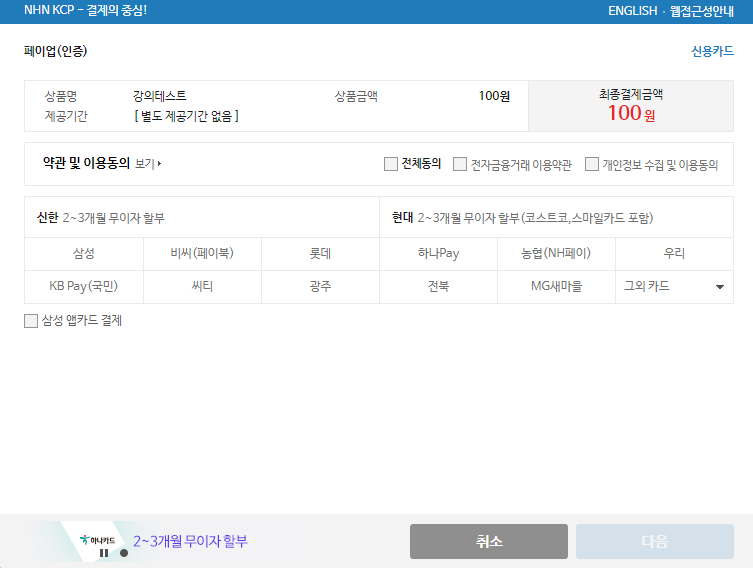 NHN KCP - 결제의 중심! ENGLISH · 웹접근성안내
페이업(인증) 신용카드
상품명 강의테스트 상품금액 100원
제공기간 [ 별도 제공기간 없음 ]
최종결제금액
100 원
약관 및 이용동의 보기 전체동의 전자금융거래 이용약관 개인정보 수집 및 이용동의
신한 2~3개월 무이자 할부 현대 2~3개월 무이자 할부(코스트코,스마일카드 포함)
삼성 비씨(페이북) 롯데 하나Pay 농협(NH페이) 우리
KB Pay(국민) 씨티 광주 전북 MG새마을 그외 카드
삼성 앱카드 결제
하나카드 2~3개월 무이자 할부 취소 다음